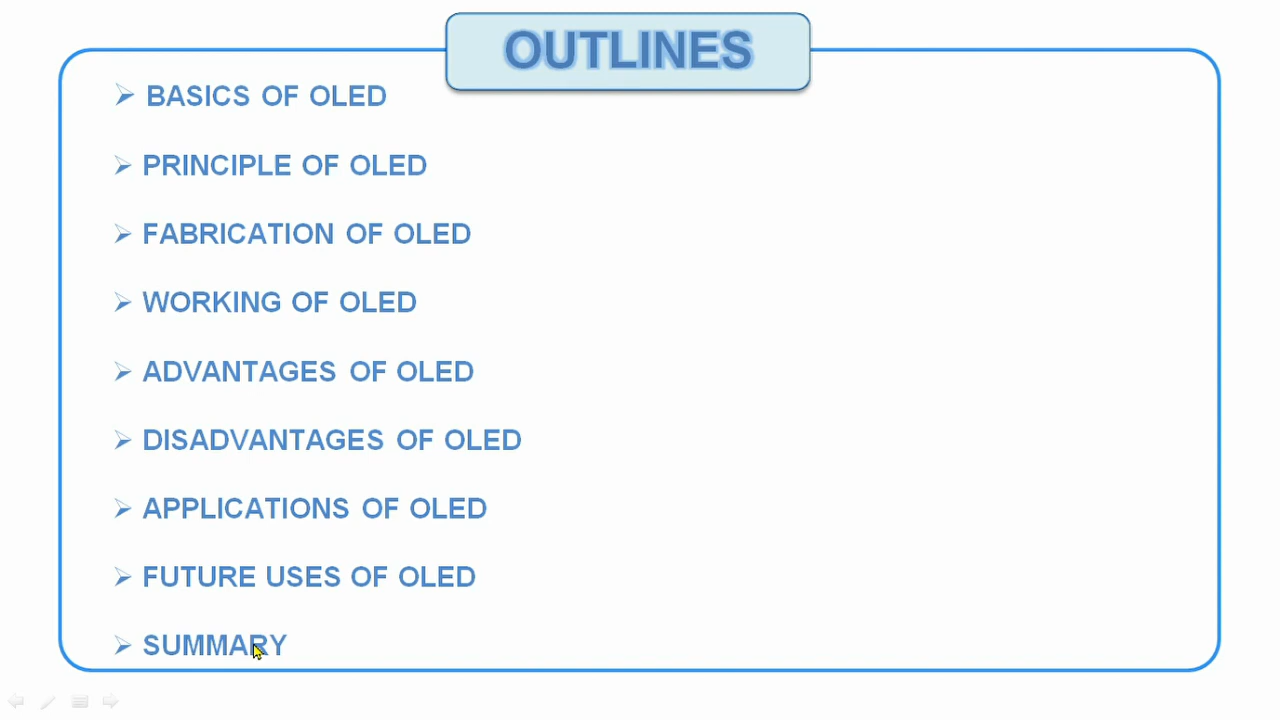 OUTLINES
BASICS OF OLED
PRINCIPLE OF OLED
FABRICATION OF OLED
WORKING OF OLED
ADVANTAGES OF OLED
DISADVANTAGES OF OLED
APPLICATIONS OF OLED
FUTURE USES OF OLED
SUMMARY